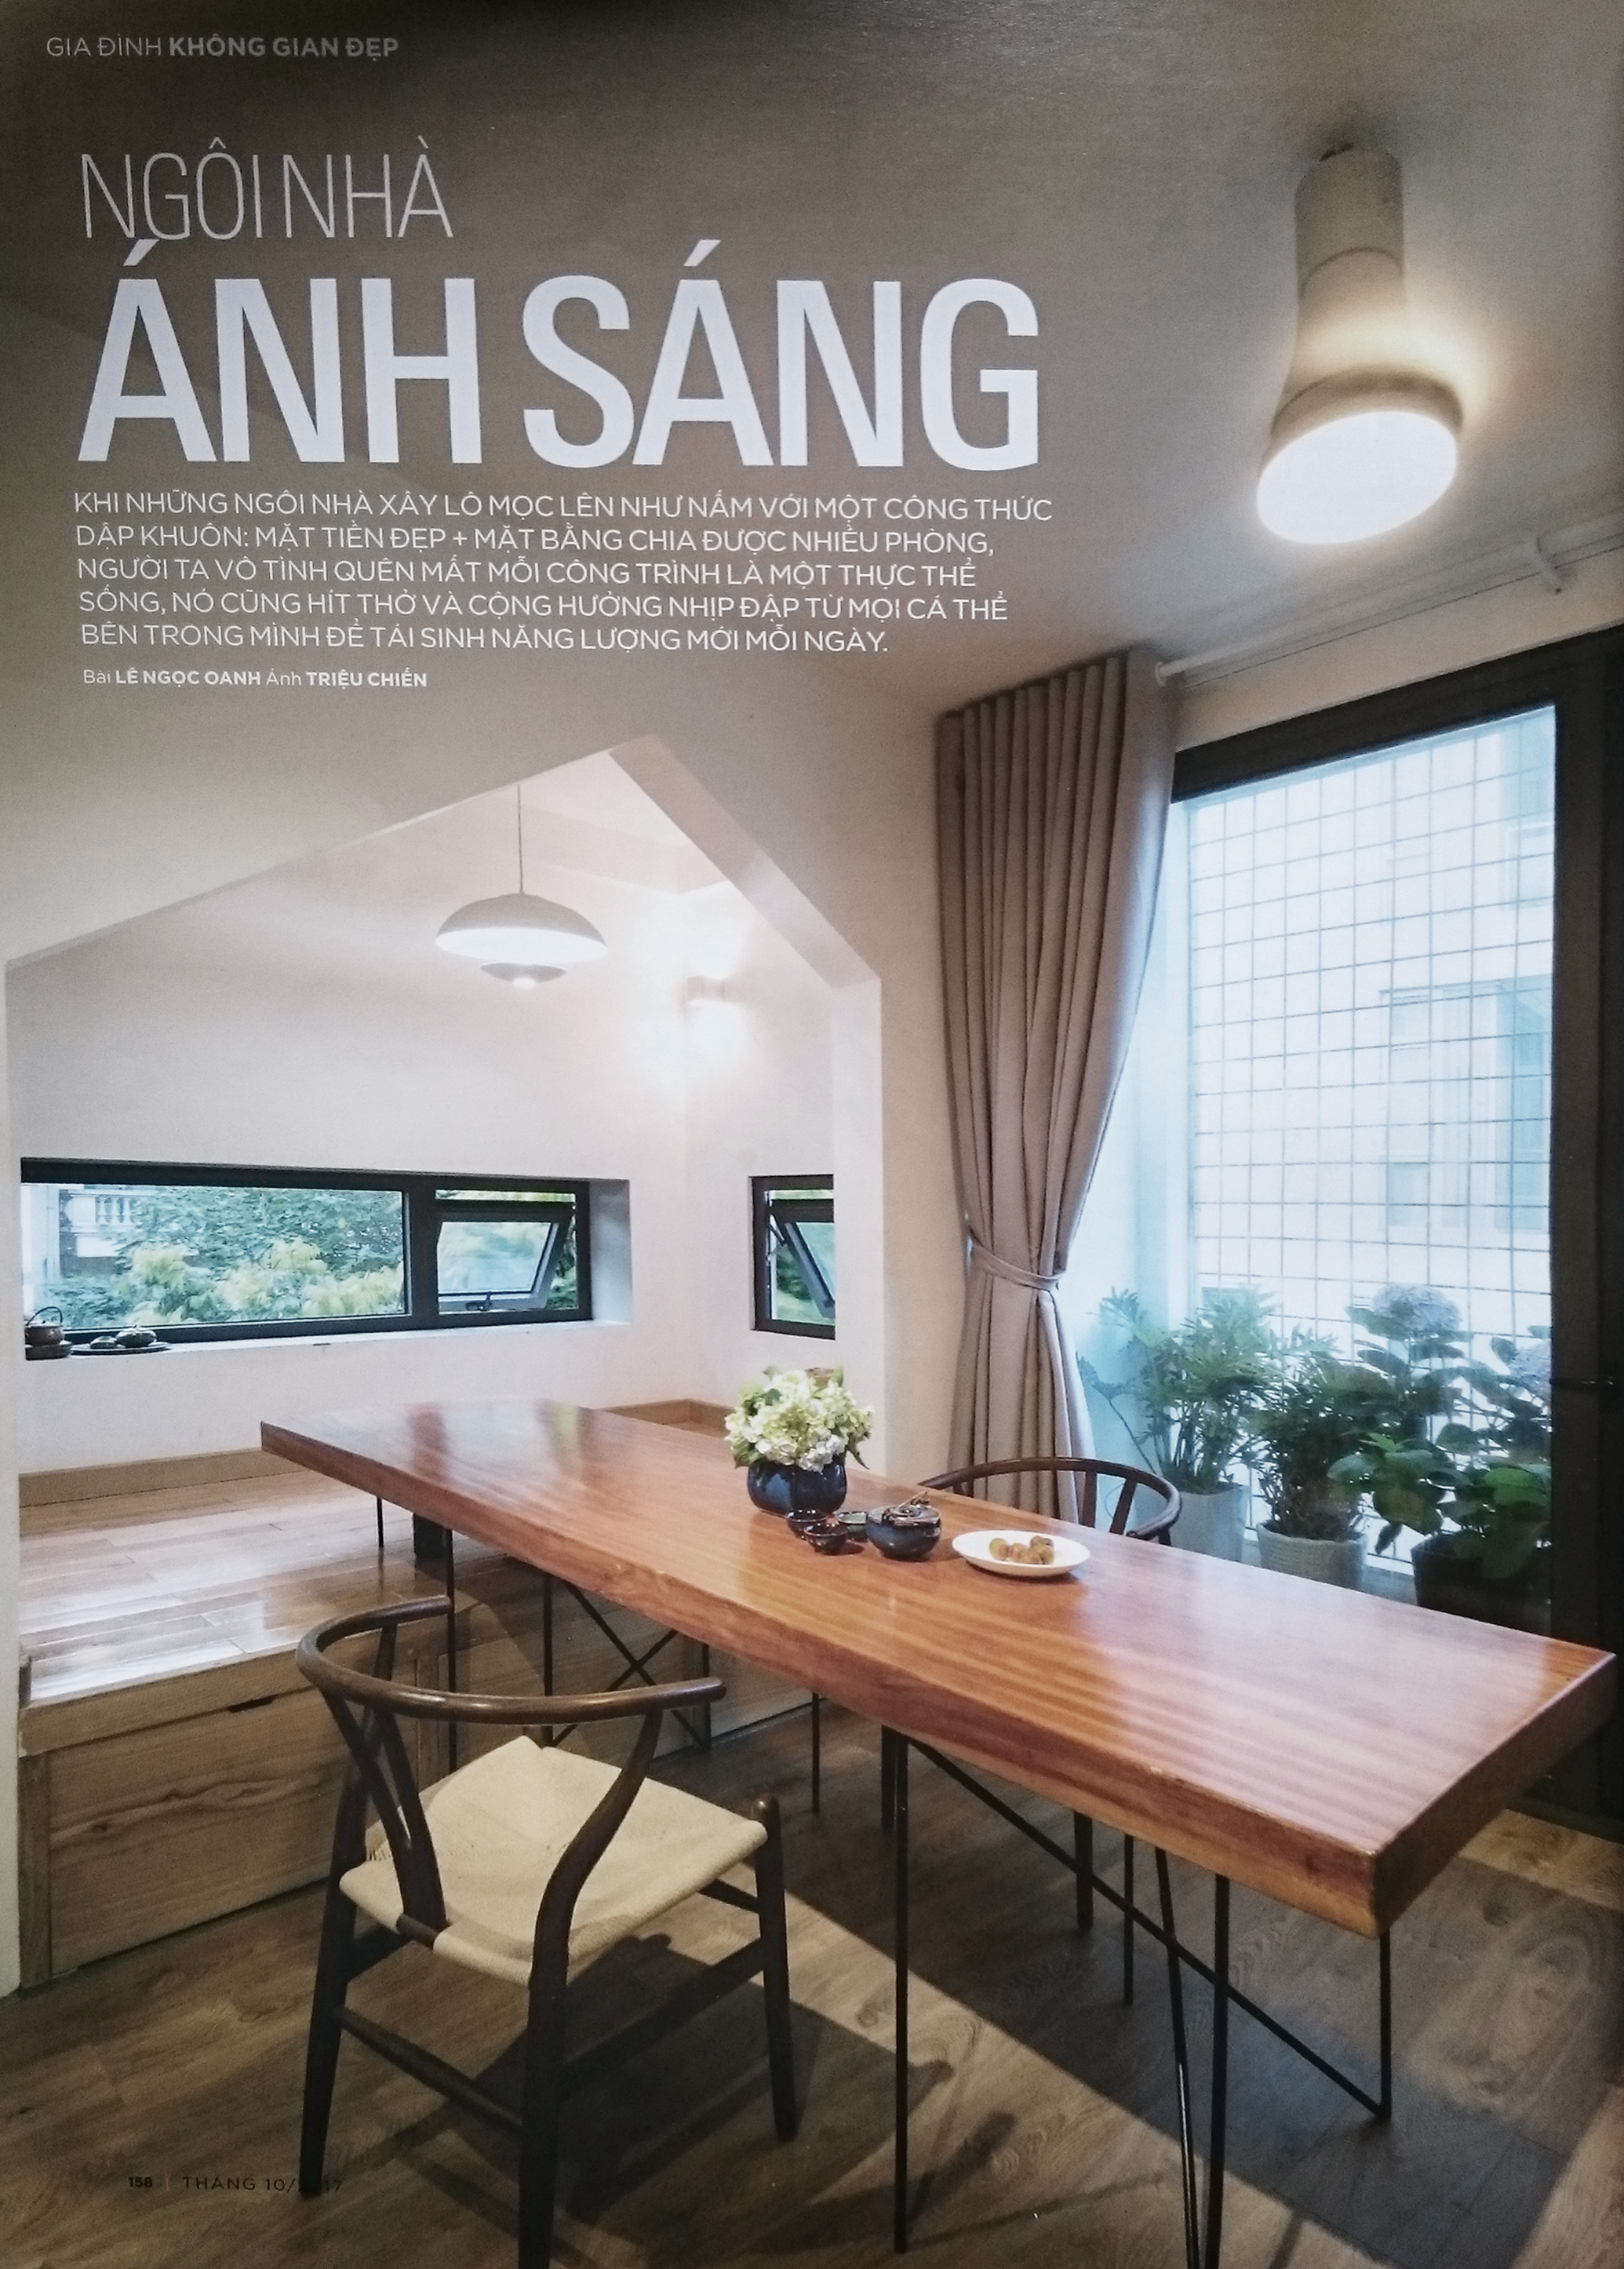 GIA ĐÌNH KHÔNG GIAN ĐẸP
NGÔI NHÀ
ÁNH SÁNG
KHI NHỮNG NGÔI NHÀ XÂY LÔ MỌC LÊN NHƯ NẤM VỚI MỘT CÔNG THỨC
DẬP KHUÔN: MẶT TIỀN ĐẸP + MẶT BẰNG CHIA ĐƯỢC NHIỀU PHÒNG,
NGƯỜI TA VÔ TÌNH QUÊN MẤT MỖI CÔNG TRÌNH LÀ MỘT THỰC THỂ
SỐNG, NÓ CŨNG HÍT THỞ VÀ CỘNG HƯỞNG NHỊP ĐẬP TỪ MỌI CÁ THỂ
BÊN TRONG MÌNH ĐỂ TÁI SINH NĂNG LƯỢNG MỚI MỖI NGÀY.
Bài LÊ NGỌC OANH Ảnh TRIỆU CHIẾN
158 | THÁNG